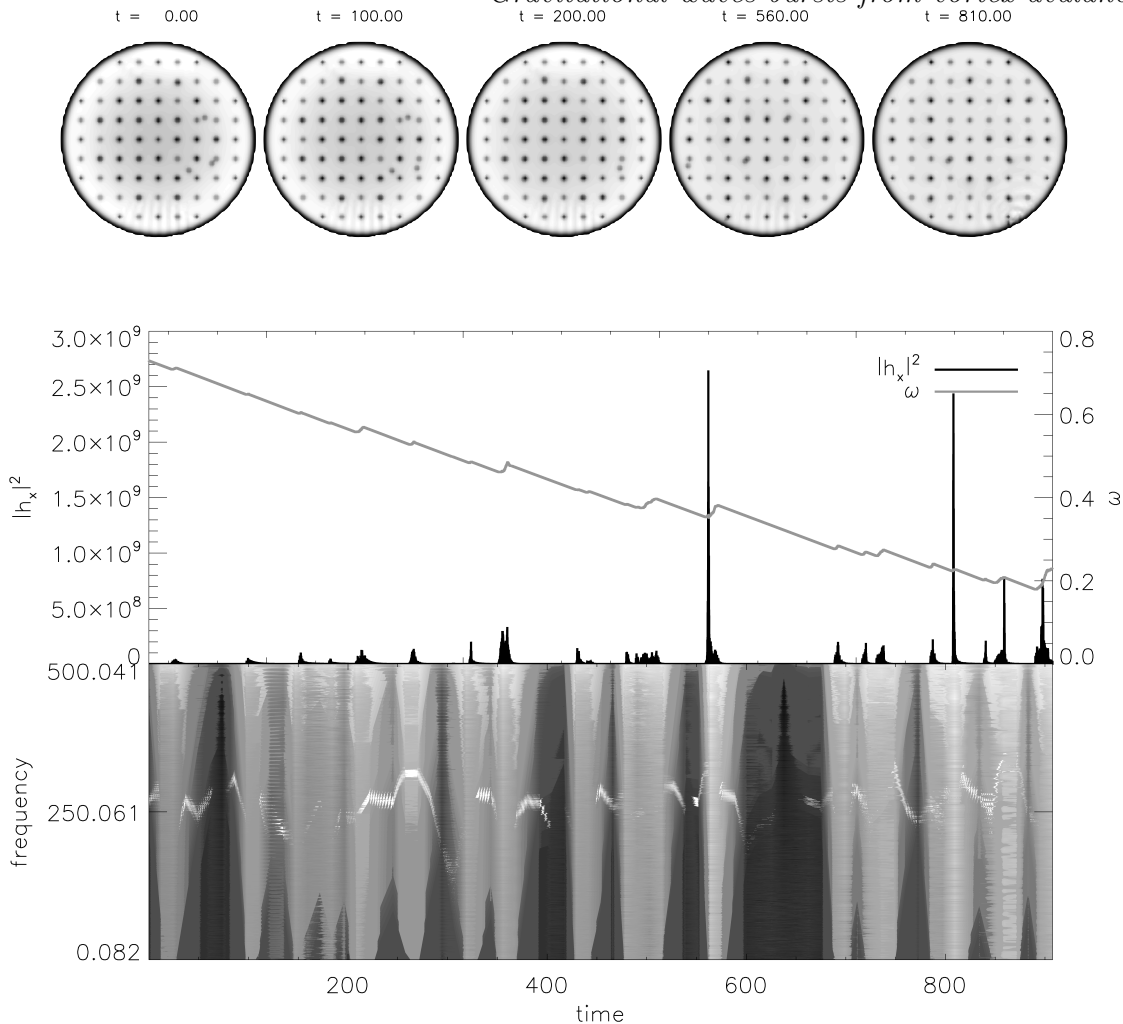 Gravitational waves bursts from vortex avalanc
t = 0.00 t = 100.00 t = 200.00 t = 560.00 t = 810.00
3.0×10⁹ 0.8
2.5×10⁹
|hₓ|²
ω
0.6
2.0×10⁹
|hₓ|² 1.5×10⁹ 0.4 ω
1.0×10⁹
0.2
5.0×10⁸
0 0.0
500.041
frequency 250.061
0.082
200 400 600 800
time